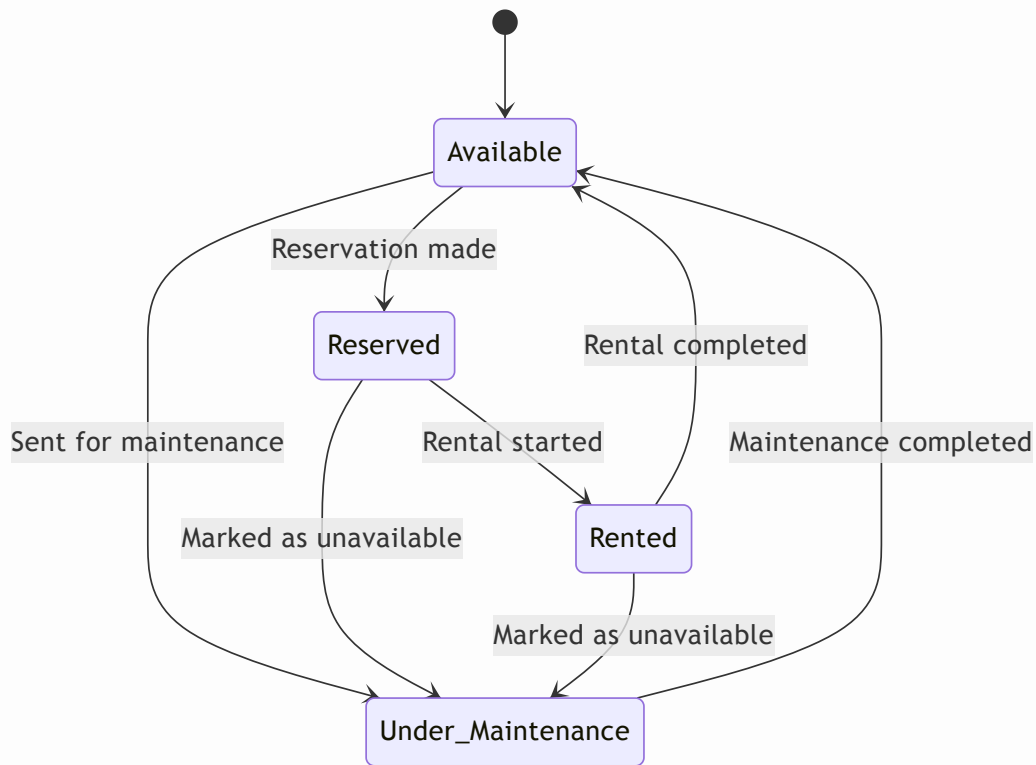 Available
Reservation made
Reserved
Rental completed
Sent for maintenance
Rental started
Maintenance completed
Marked as unavailable
Rented
Marked as unavailable
Under_Maintenance